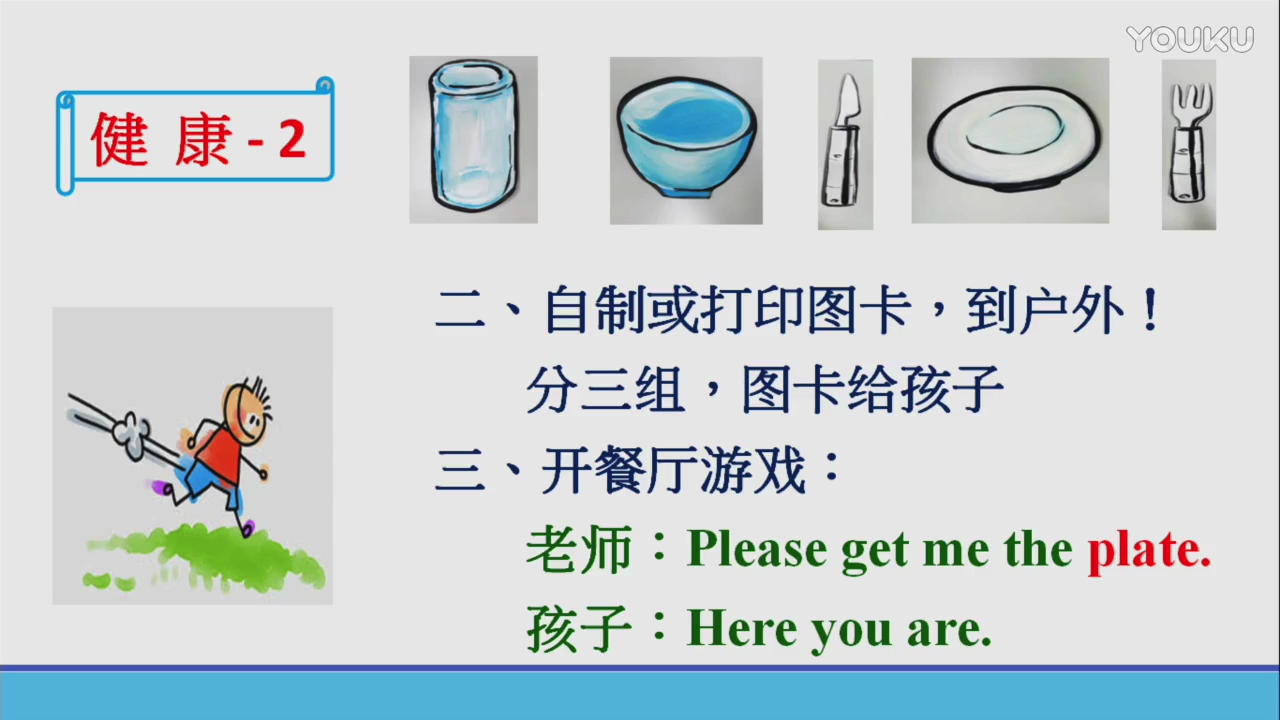 YOUKU
健康-2
二、自制或打印图卡，到户外！
分三组，图卡给孩子
三、开餐厅游戏：
老师：Please get me the plate.
孩子：Here you are.